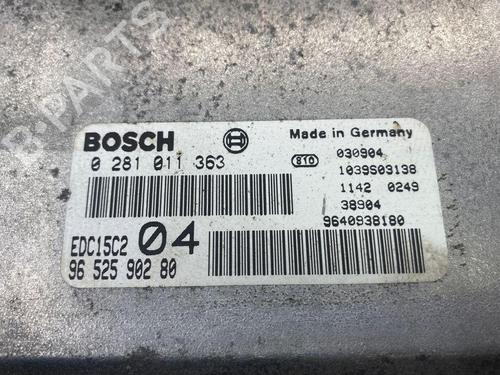 B-PARTS
BOSCH
Made in Germany
0 281 011 363
810
030904
1039S03138
1142 0249
38904
9640938180
EDC15C2 04
96 525 902 80